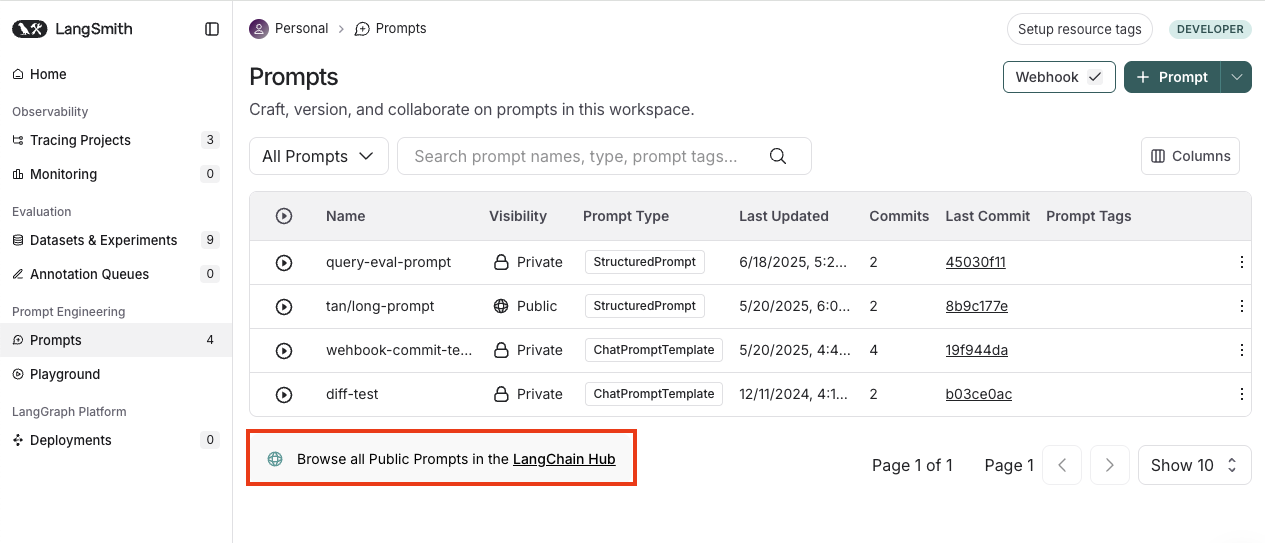 LangSmith
Personal > Prompts
Setup resource tags
DEVELOPER
Home
Observability
Tracing Projects 3
Monitoring 0
Evaluation
Datasets & Experiments 9
Annotation Queues 0
Prompt Engineering
Prompts 4
Playground
LangGraph Platform
Deployments 0
Prompts
Webhook
+ Prompt
Craft, version, and collaborate on prompts in this workspace.
All Prompts
Search prompt names, type, prompt tags...
Columns
Name Visibility Prompt Type Last Updated Commits Last Commit Prompt Tags
query-eval-prompt Private StructuredPrompt 6/18/2025, 5:2... 2 45030f11
tan/long-prompt Public StructuredPrompt 5/20/2025, 6:0... 2 8b9c177e
wehbook-commit-te... Private ChatPromptTemplate 5/20/2025, 4:4... 4 19f944da
diff-test Private ChatPromptTemplate 12/11/2024, 4:1... 2 b03ce0ac
Browse all Public Prompts in the LangChain Hub
Page 1 of 1 Page 1 Show 10